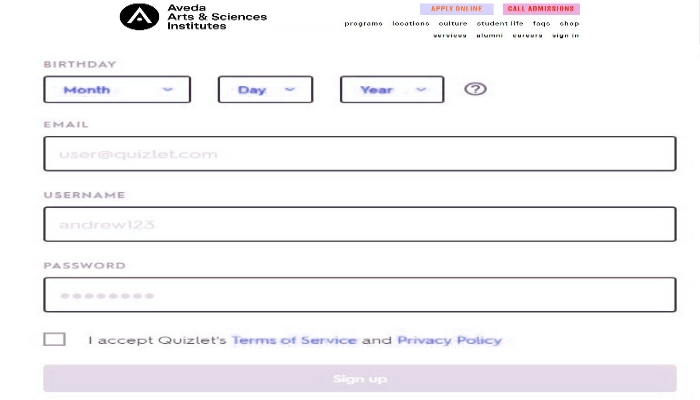 Aveda
Arts & Sciences
Institutes
APPLY ONLINE CALL ADMISSIONS
programs locations culture student life faqs shop
services alumni careers sign in
BIRTHDAY
Month Day Year ?
EMAIL
user@quizlet.com
USERNAME
andrew123
PASSWORD
I accept Quizlet's Terms of Service and Privacy Policy
Sign up